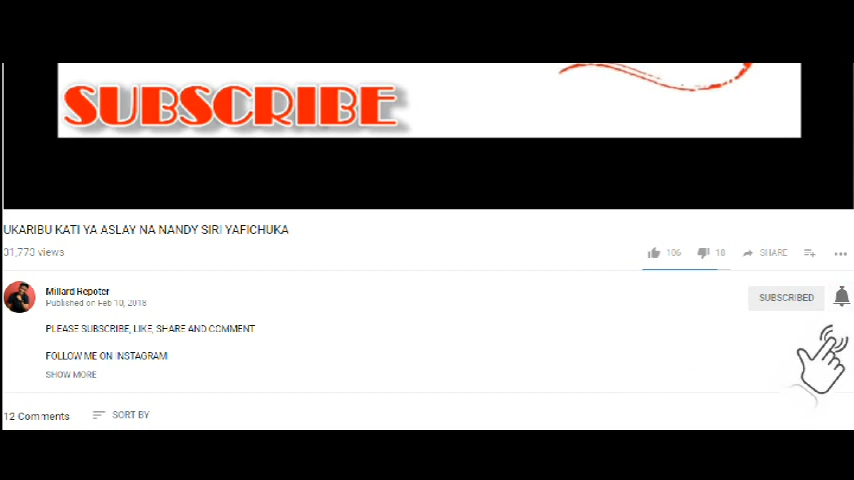 SUBSCRIBE
UKARIBU KATI YA ASLAY NA NANDY SIRI YAFICHUKA
31,773 views
106 18 SHARE
Millard Repoter
Published on Feb 10, 2018
SUBSCRIBED
PLEASE SUBSCRIBE, LIKE, SHARE AND COMMENT
FOLLOW ME ON INSTAGRAM
SHOW MORE
12 Comments SORT BY